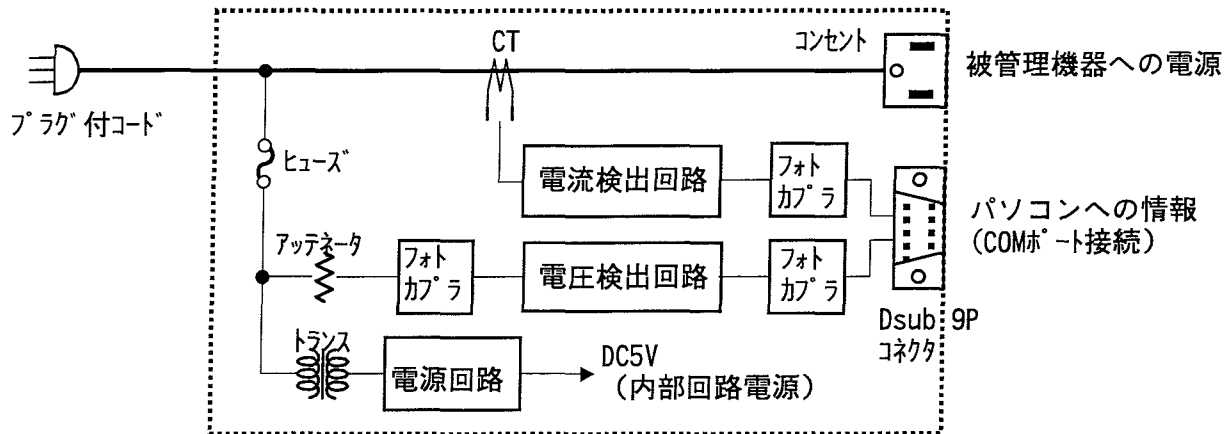 CT
コンセント
被管理機器への電源
プラグ付コード
ヒューズ
電流検出回路
フォト
カプラ
パソコンへの情報
(COMポート接続)
アッテネータ
フォト
カプラ
電圧検出回路
フォト
カプラ
Dsub 9P
コネクタ
トランス
電源回路
DC5V
(内部回路電源)